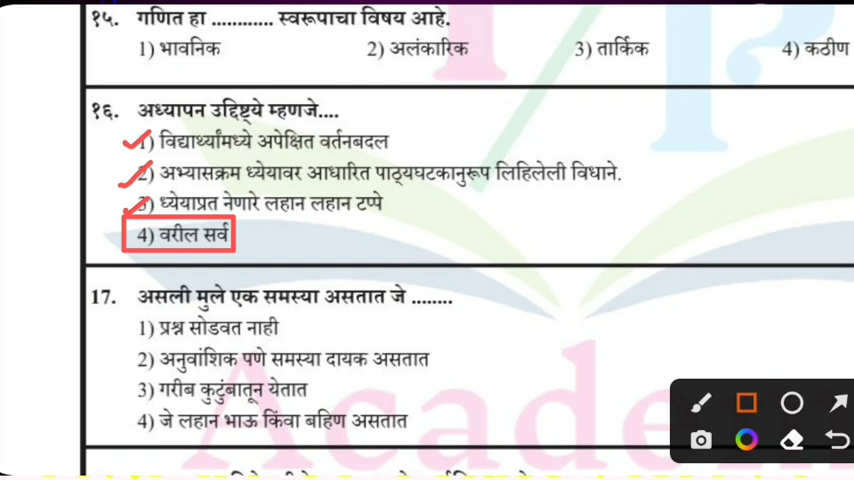 १५. गणित हा ............ स्वरूपाचा विषय आहे.
1) भावनिक 2) अलंकारिक 3) तार्किक 4) कठीण
१६. अध्यापन उद्दिष्ट्ये म्हणजे....
1) विद्यार्थ्यांमध्ये अपेक्षित वर्तनबदल
2) अभ्यासक्रम ध्येयावर आधारित पाठ्यघटकानुरूप लिहिलेली विधाने.
3) ध्येयाप्रत नेणारे लहान लहान टप्पे
4) वरील सर्व
17. असली मुले एक समस्या असतात जे ........
1) प्रश्न सोडवत नाही
2) अनुवांशिक पणे समस्या दायक असतात
3) गरीब कुटुंबातून येतात
4) जे लहान भाऊ किंवा बहिण असतात